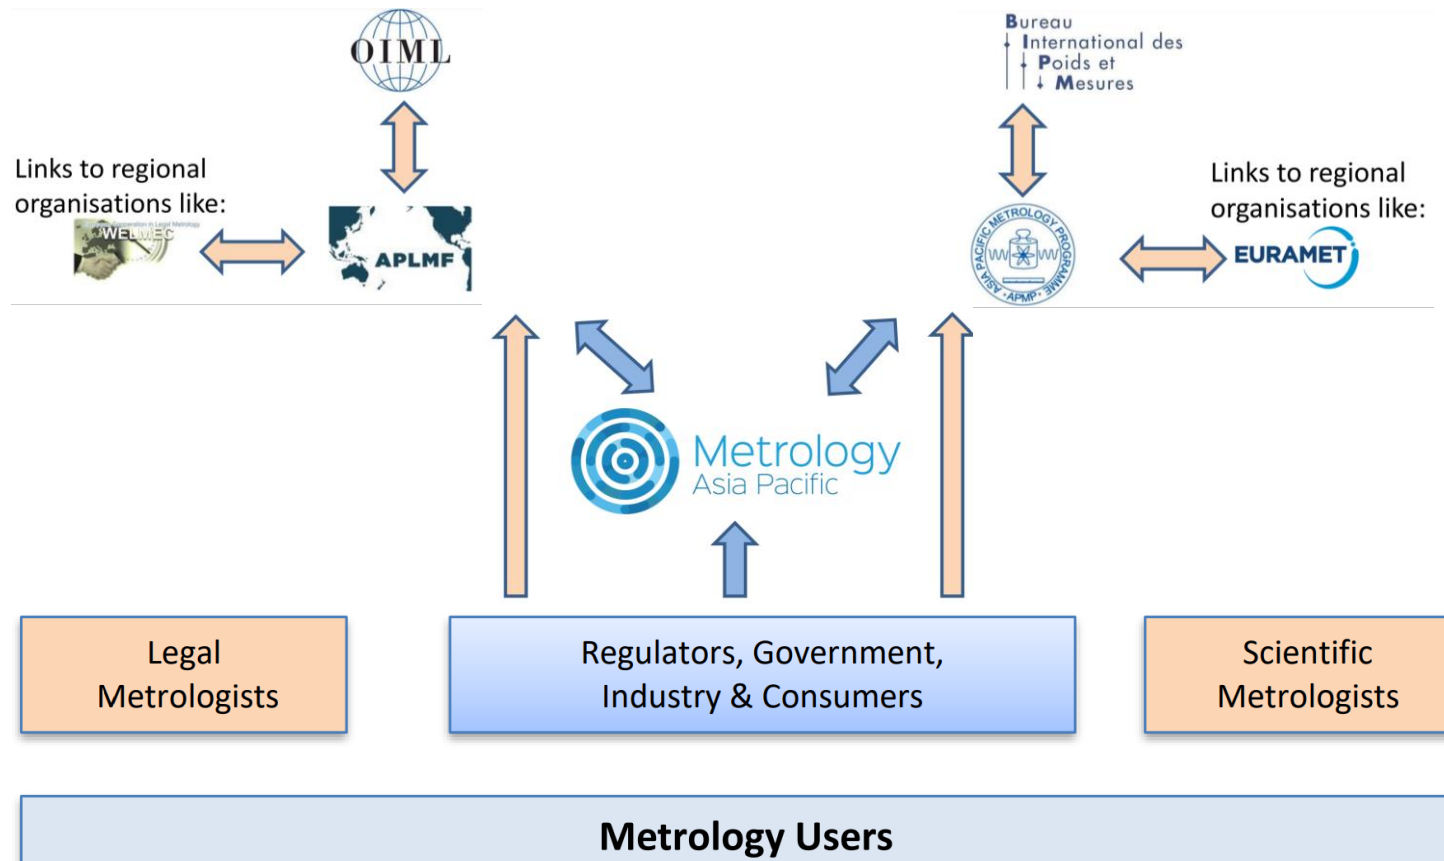 OIML
Bureau
International des
Poids et
Mesures
Links to regional
organisations like:
WELMEC
APLMF
ASIA PACIFIC METROLOGY PROGRAMME
·APMP·
Links to regional
organisations like:
EURAMET
Metrology
Asia Pacific
Legal
Metrologists
Regulators, Government,
Industry & Consumers
Scientific
Metrologists
Metrology Users